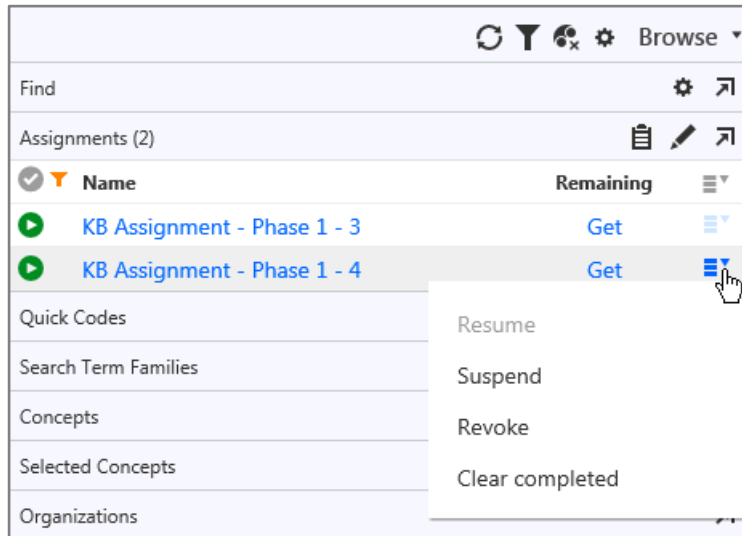 Browse
Find
Assignments (2)
Name Remaining
KB Assignment - Phase 1 - 3 Get
KB Assignment - Phase 1 - 4 Get
Quick Codes
Resume
Search Term Families
Suspend
Concepts
Revoke
Selected Concepts
Clear completed
Organizations